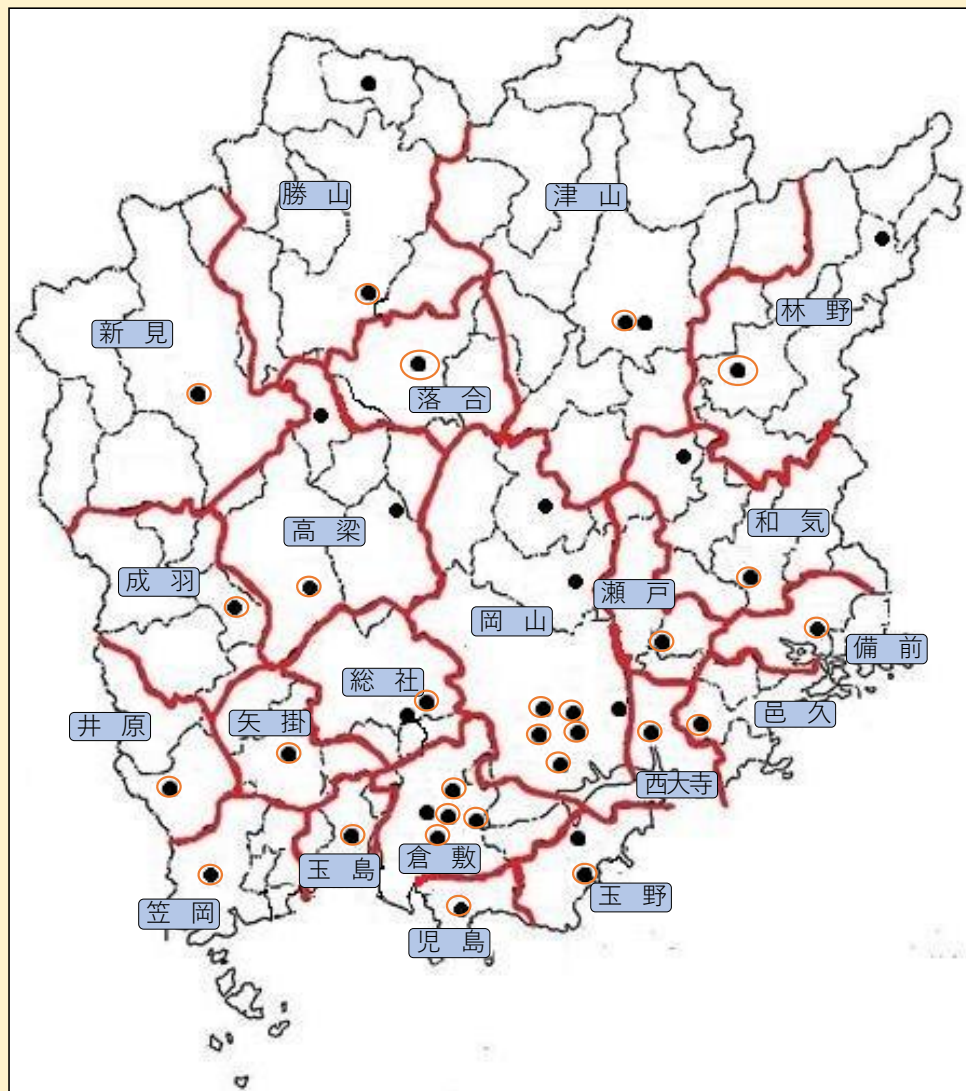 勝 山
津 山
林 野
新 見
落 合
高 梁
和 気
成 羽
瀬 戸
岡 山
備 前
総 社
邑 久
井 原
矢 掛
西大寺
倉 敷
玉 島
玉 野
笠 岡
児 島